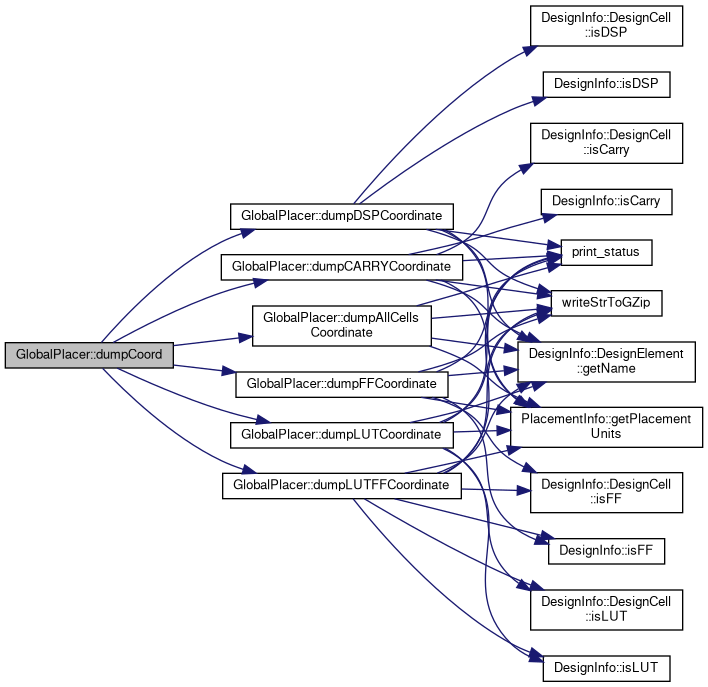 GlobalPlacer::dumpCoord
GlobalPlacer::dumpDSPCoordinate
GlobalPlacer::dumpCARRYCoordinate
GlobalPlacer::dumpAllCells
Coordinate
GlobalPlacer::dumpFFCoordinate
GlobalPlacer::dumpLUTCoordinate
GlobalPlacer::dumpLUTFFCoordinate
DesignInfo::DesignCell
::isDSP
DesignInfo::isDSP
DesignInfo::DesignCell
::isCarry
DesignInfo::isCarry
print_status
writeStrToGZip
DesignInfo::DesignElement
::getName
PlacementInfo::getPlacement
Units
DesignInfo::DesignCell
::isFF
DesignInfo::isFF
DesignInfo::DesignCell
::isLUT
DesignInfo::isLUT